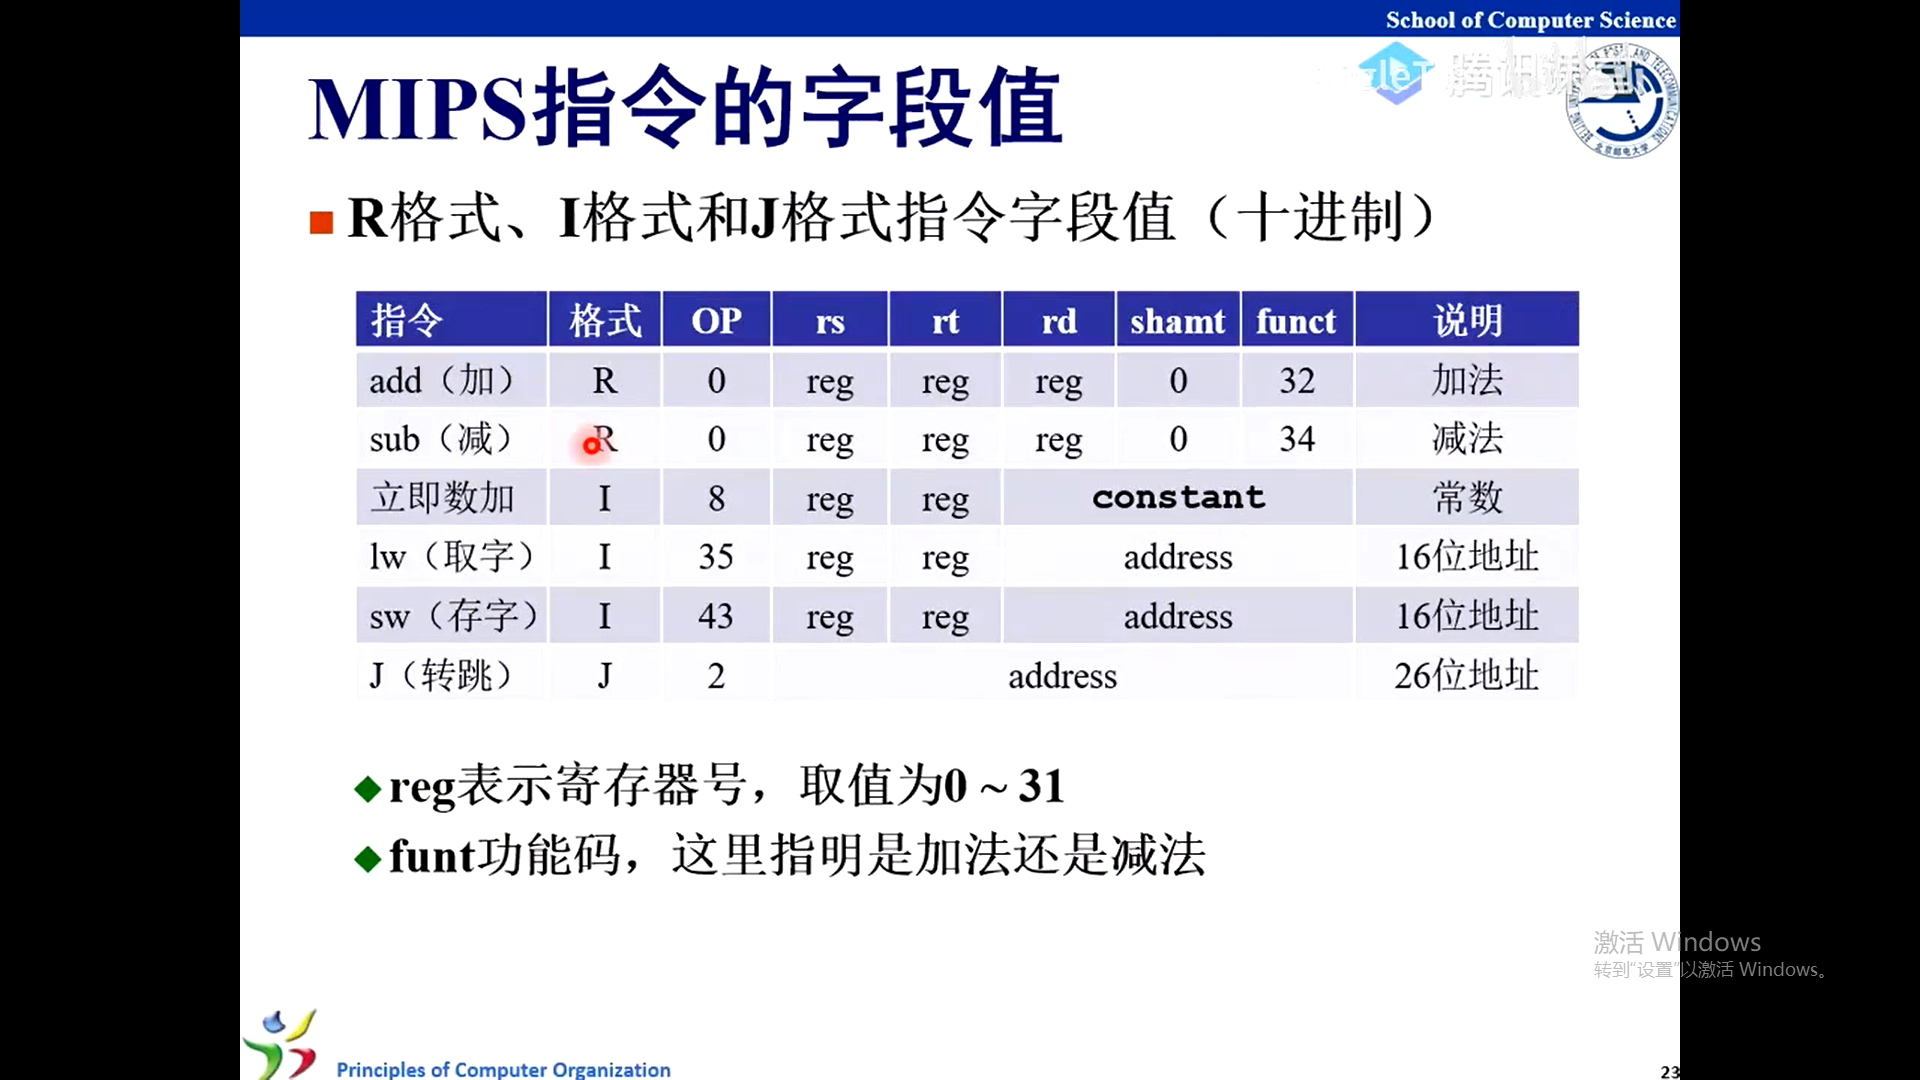 School of Computer Science
MIPS指令的字段值
R格式、I格式和J格式指令字段值（十进制）
指令 格式 OP rs rt rd shamt funct 说明
add（加） R 0 reg reg reg 0 32 加法
sub（减） R 0 reg reg reg 0 34 减法
立即数加 I 8 reg reg constant 常数
lw（取字） I 35 reg reg address 16位地址
sw（存字） I 43 reg reg address 16位地址
J（转跳） J 2 address 26位地址
reg表示寄存器号，取值为0 ~ 31
funt功能码，这里指明是加法还是减法
激活 Windows
转到“设置”以激活 Windows。
Principles of Computer Organization
23